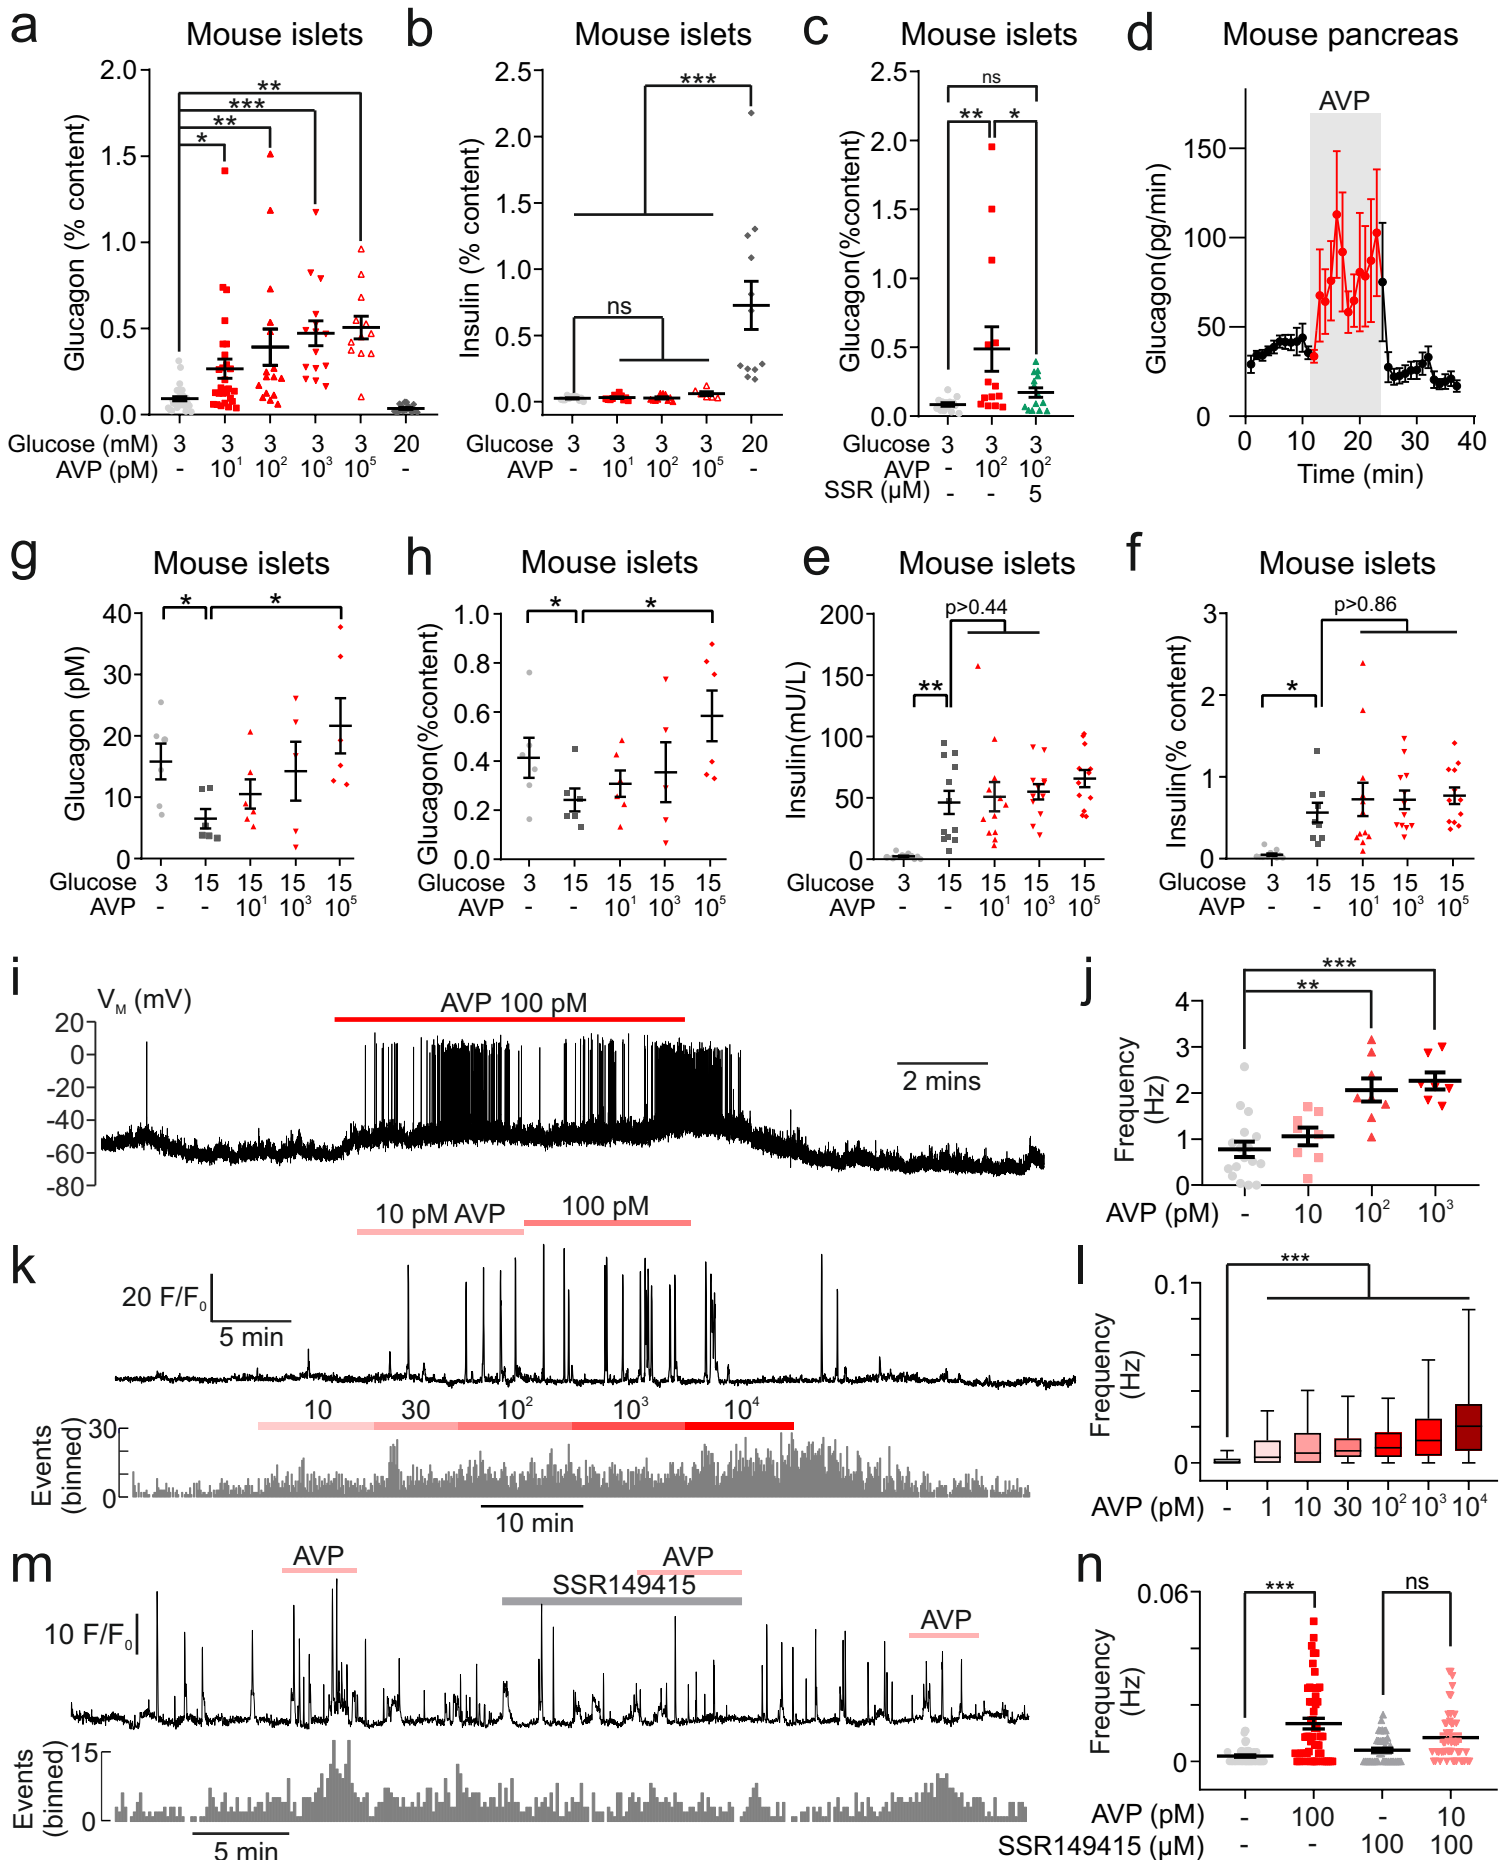 a Mouse islets
Glucagon (% content)
2.0
1.5
1.0
0.5
0.0
**
***
**
*
Glucose (mM) 3 3 3 3 3 20
AVP (pM) - 10¹ 10² 10³ 10⁵ -
b Mouse islets
Insulin (% content)
2.5
2.0
1.5
1.0
0.5
0.0
***
ns
Glucose 3 3 3 3 20
AVP - 10¹ 10² 10⁵ -
c Mouse islets
Glucagon(%content)
2.5
2.0
1.5
1.0
0.5
0.0
ns
** *
Glucose 3 3 3
AVP - 10² 10²
SSR (µM) - - 5
d Mouse pancreas
AVP
Glucagon(pg/min)
150
100
50
0
0 10 20 30 40
Time (min)
g Mouse islets
Glucagon (pM)
40
30
20
10
0
* *
Glucose 3 15 15 15 15
AVP - - 10¹ 10³ 10⁵
h Mouse islets
Glucagon(%content)
1.0
0.8
0.6
0.4
0.2
0.0
* *
Glucose 3 15 15 15 15
AVP - - 10¹ 10³ 10⁵
e Mouse islets
Insulin(mU/L)
200
150
100
50
0
p>0.44
**
Glucose 3 15 15 15 15
AVP - - 10¹ 10³ 10⁵
f Mouse islets
Insulin(% content)
3
2
1
0
p>0.86
*
Glucose 3 15 15 15 15
AVP - - 10¹ 10³ 10⁵
i
V_M (mV)
AVP 100 pM
20
0
-20
-40
-60
-80
2 mins
j
Frequency
(Hz)
4
3
2
1
0
***
**
AVP (pM) - 10 10² 10³
k
10 pM AVP 100 pM
20 F/F₀
5 min
10 30 10² 10³ 10⁴
Events
(binned)
30
0
10 min
l
Frequency
(Hz)
0.1
0
***
AVP (pM) - 1 10 30 10² 10³ 10⁴
m
AVP AVP
SSR149415
AVP
10 F/F₀
Events
(binned)
15
0
5 min
n
Frequency
(Hz)
0.06
0
*** ns
AVP (pM) - 100 - 10
SSR149415 (µM) - - 100 100